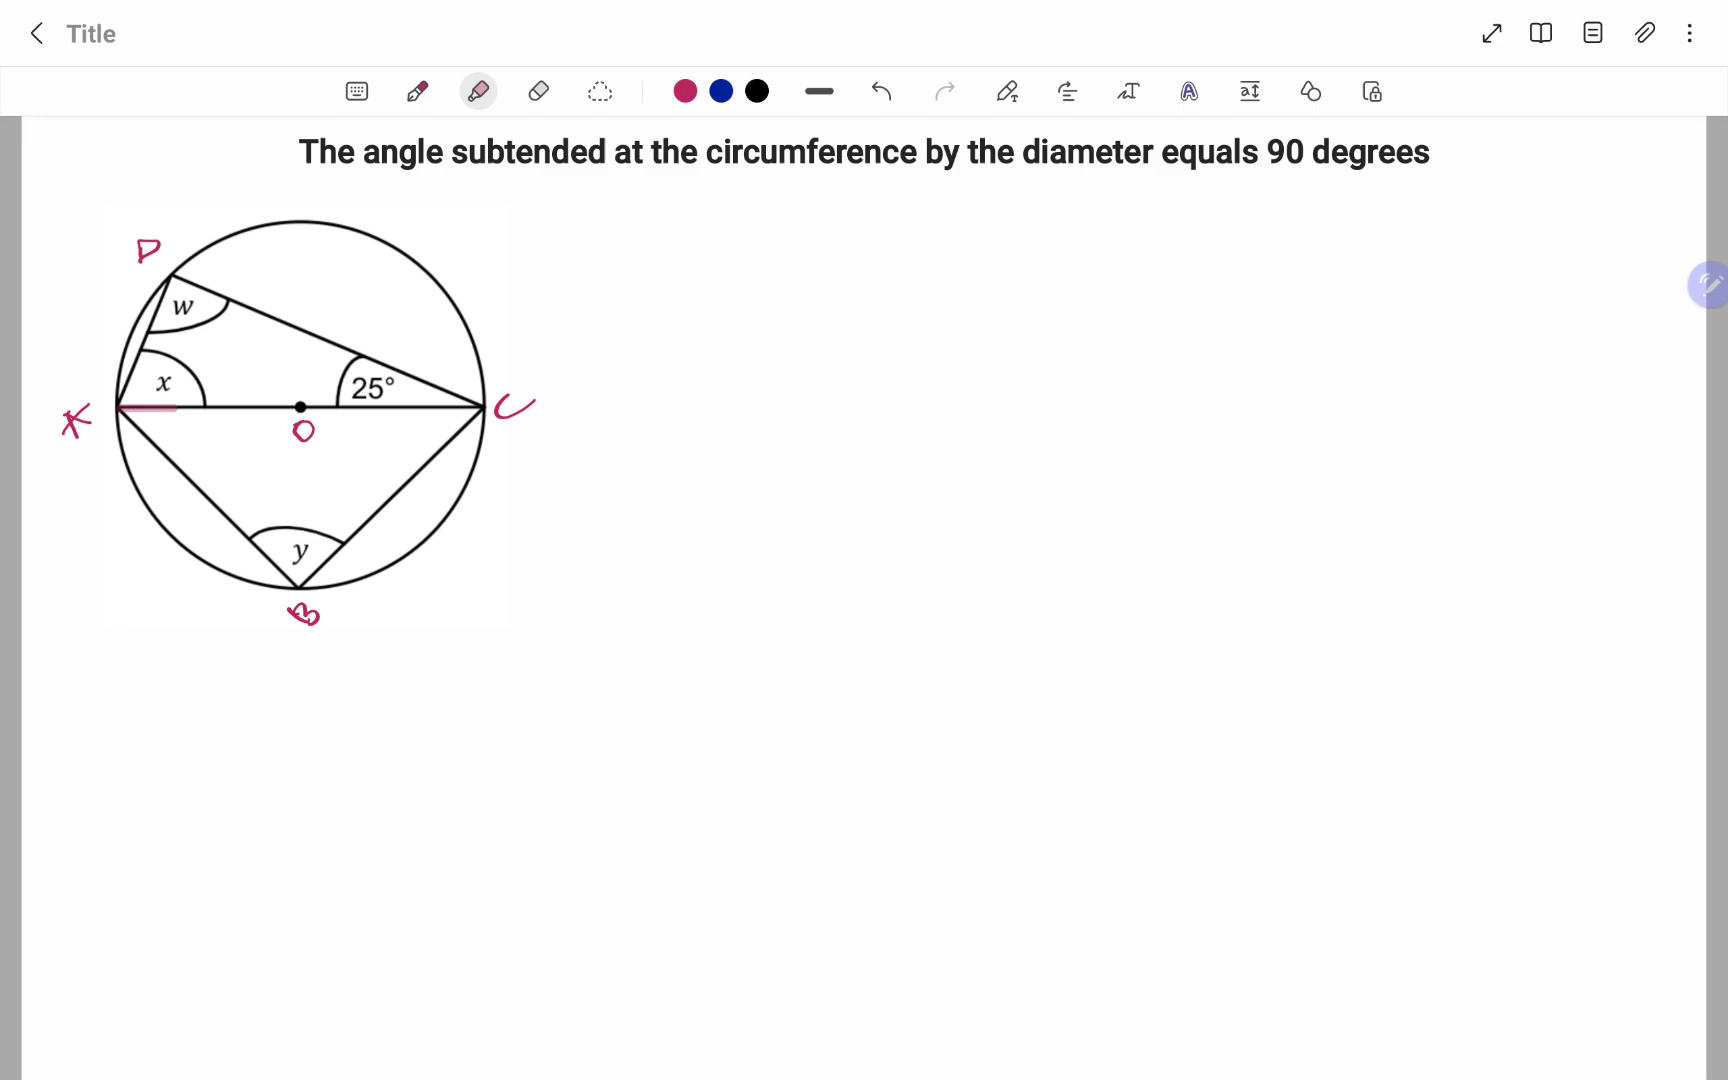 Title
The angle subtended at the circumference by the diameter equals 90 degrees
D
w
x
25°
C
O
y
B